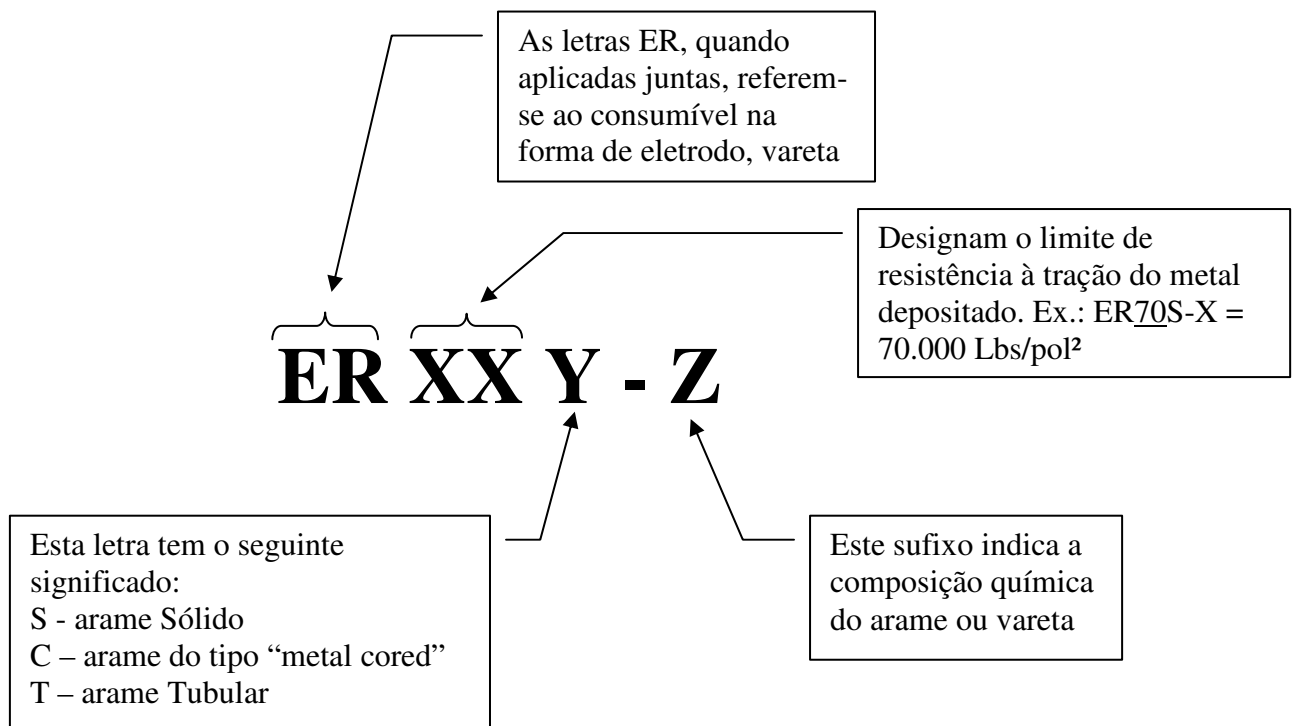 As letras ER, quando
aplicadas juntas, referem-
se ao consumível na
forma de eletrodo, vareta
Designam o limite de
resistência à tração do metal
depositado. Ex.: ER70S-X =
70.000 Lbs/pol²
ER XX Y - Z
Esta letra tem o seguinte
significado:
S - arame Sólido
C – arame do tipo “metal cored”
T – arame Tubular
Este sufixo indica a
composição química
do arame ou vareta